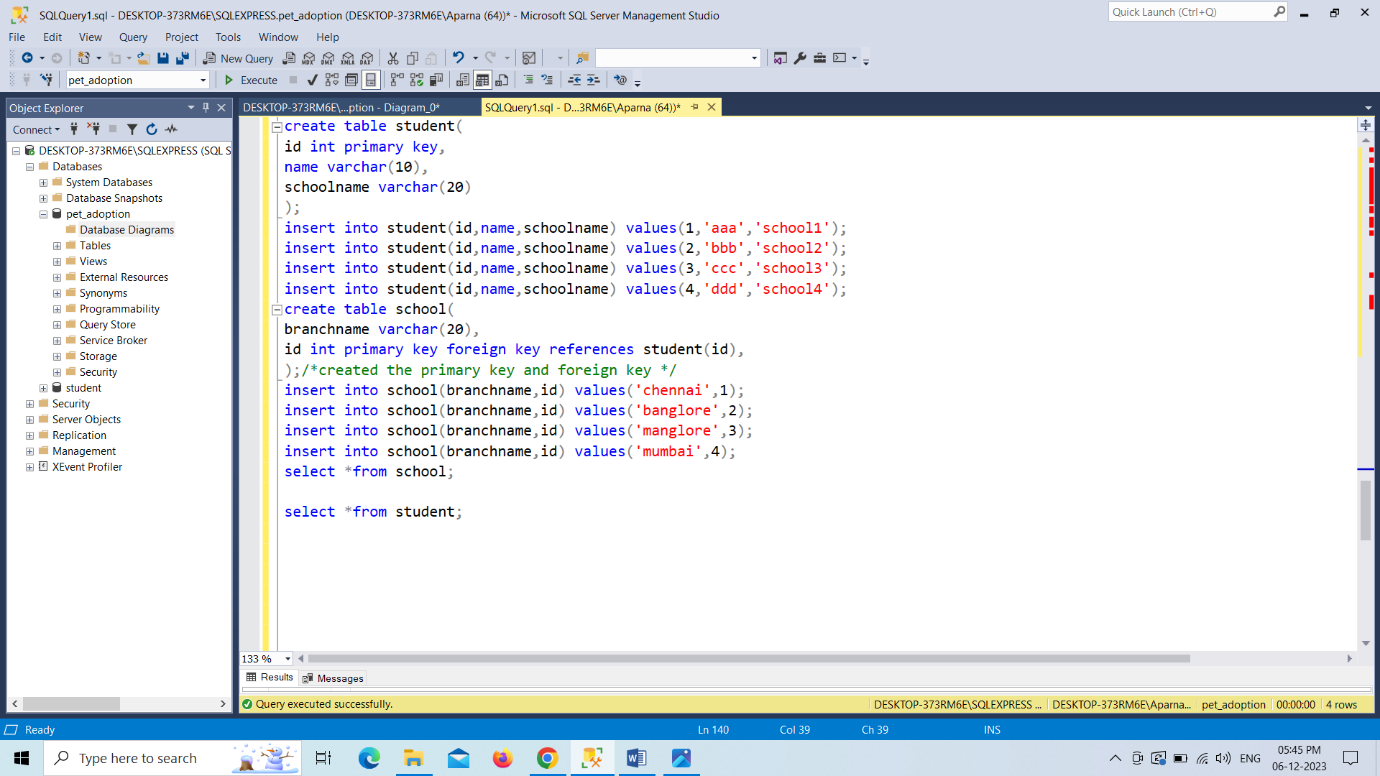 SQLQuery1.sql - DESKTOP-373RM6E\SQLEXPRESS.pet_adoption (DESKTOP-373RM6E\Aparna (64))* - Microsoft SQL Server Management Studio
Quick Launch (Ctrl+Q)
File Edit View Query Project Tools Window Help
New Query
pet_adoption
Execute
Object Explorer
DESKTOP-373RM6E\...ption - Diagram_0*
SQLQuery1.sql - D...3RM6E\Aparna (64))*
Connect
DESKTOP-373RM6E\SQLEXPRESS (SQL S
Databases
System Databases
Database Snapshots
pet_adoption
Database Diagrams
Tables
Views
External Resources
Synonyms
Programmability
Query Store
Service Broker
Storage
Security
student
Security
Server Objects
Replication
Management
XEvent Profiler
create table student(
id int primary key,
name varchar(10),
schoolname varchar(20)
);
insert into student(id,name,schoolname) values(1,'aaa','school1');
insert into student(id,name,schoolname) values(2,'bbb','school2');
insert into student(id,name,schoolname) values(3,'ccc','school3');
insert into student(id,name,schoolname) values(4,'ddd','school4');
create table school(
branchname varchar(20),
id int primary key foreign key references student(id),
);/*created the primary key and foreign key */
insert into school(branchname,id) values('chennai',1);
insert into school(branchname,id) values('banglore',2);
insert into school(branchname,id) values('manglore',3);
insert into school(branchname,id) values('mumbai',4);
select *from school;
select *from student;
133 %
Results Messages
Query executed successfully.
DESKTOP-373RM6E\SQLEXPRESS ... DESKTOP-373RM6E\Aparna... pet_adoption 00:00:00 4 rows
Ready
Ln 140 Col 39 Ch 39 INS
Type here to search
ENG
05:45 PM
06-12-2023